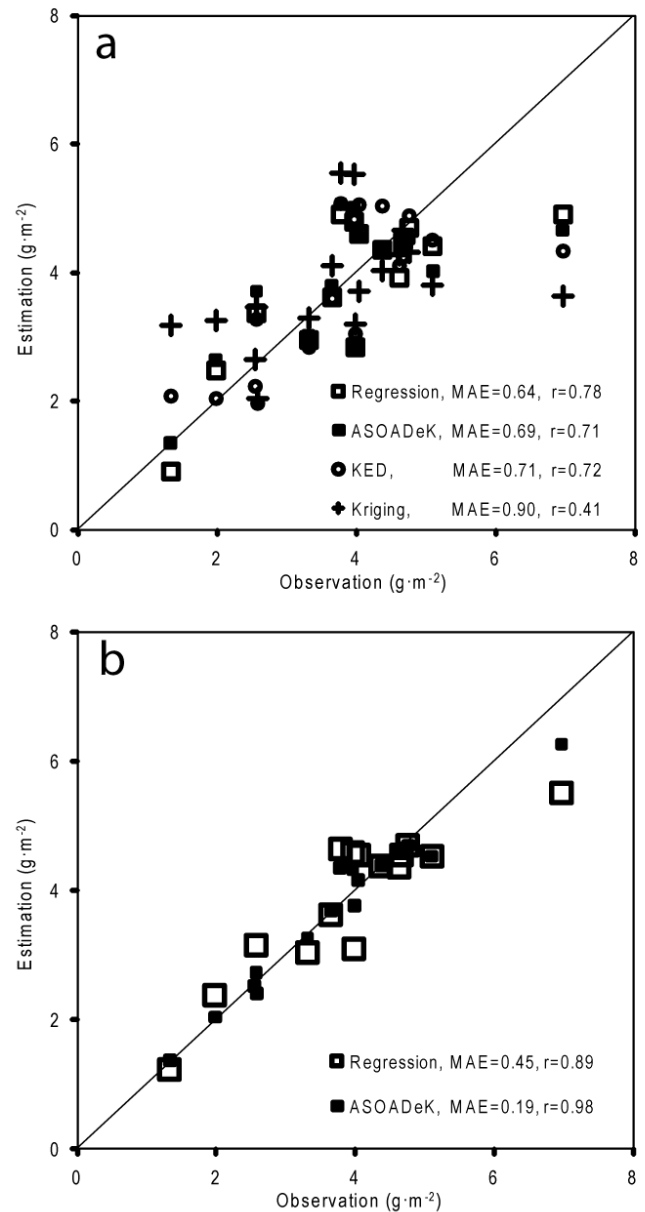 a
8
6
4
2
0
Estimation (g·m⁻²)
Regression, MAE=0.64, r=0.78
ASOADeK, MAE=0.69, r=0.71
KED, MAE=0.71, r=0.72
Kriging, MAE=0.90, r=0.41
0 2 4 6 8
Observation (g·m⁻²)
b
8
6
4
2
0
Estimation (g·m⁻²)
Regression, MAE=0.45, r=0.89
ASOADeK, MAE=0.19, r=0.98
0 2 4 6 8
Observation (g·m⁻²)